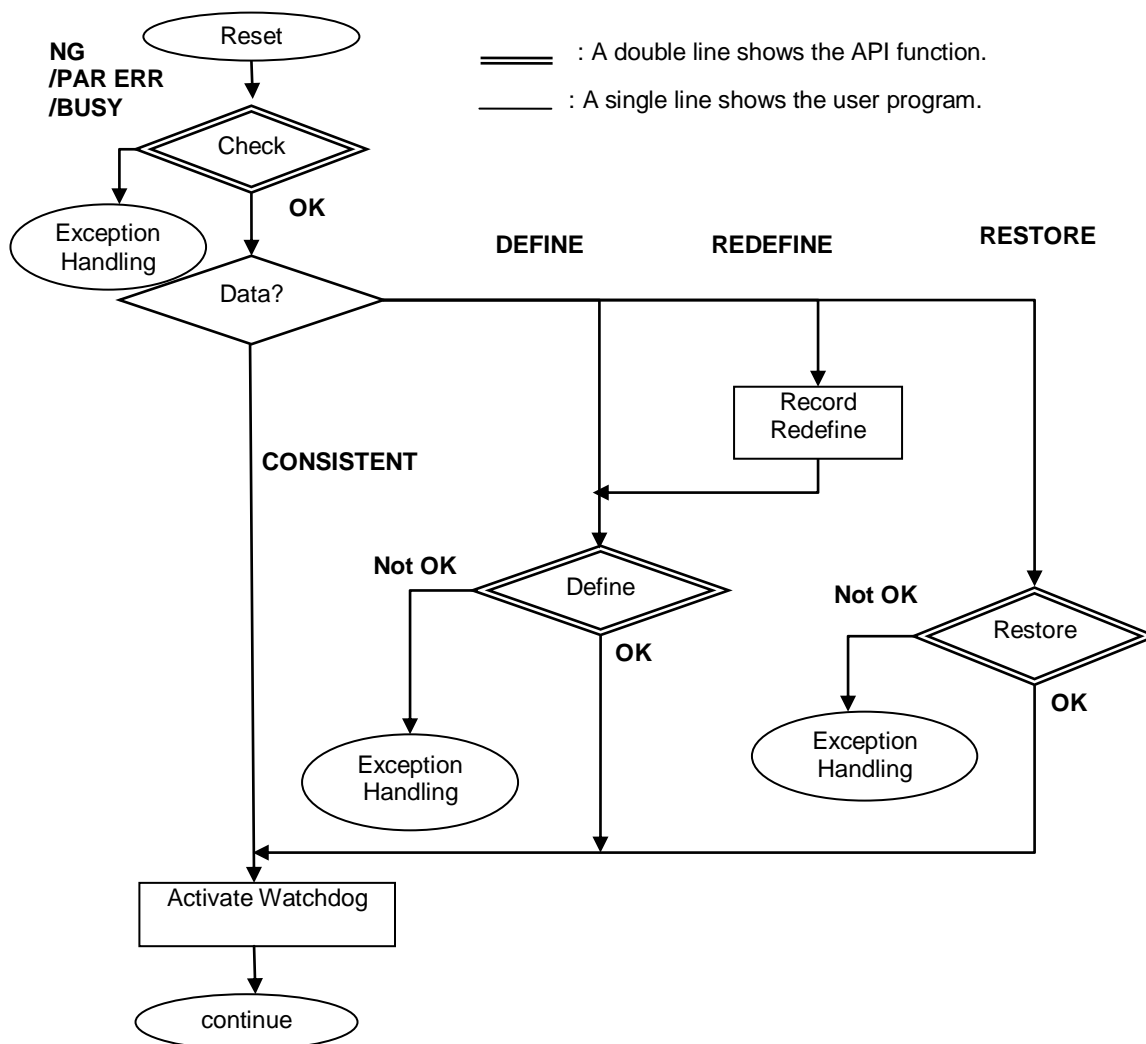 Reset
NG
/PAR ERR
/BUSY
: A double line shows the API function.
: A single line shows the user program.
Check
OK
Exception
Handling
DEFINE
REDEFINE
RESTORE
Data?
Record
Redefine
CONSISTENT
Not OK
Define
OK
Not OK
Restore
OK
Exception
Handling
Exception
Handling
Activate Watchdog
continue